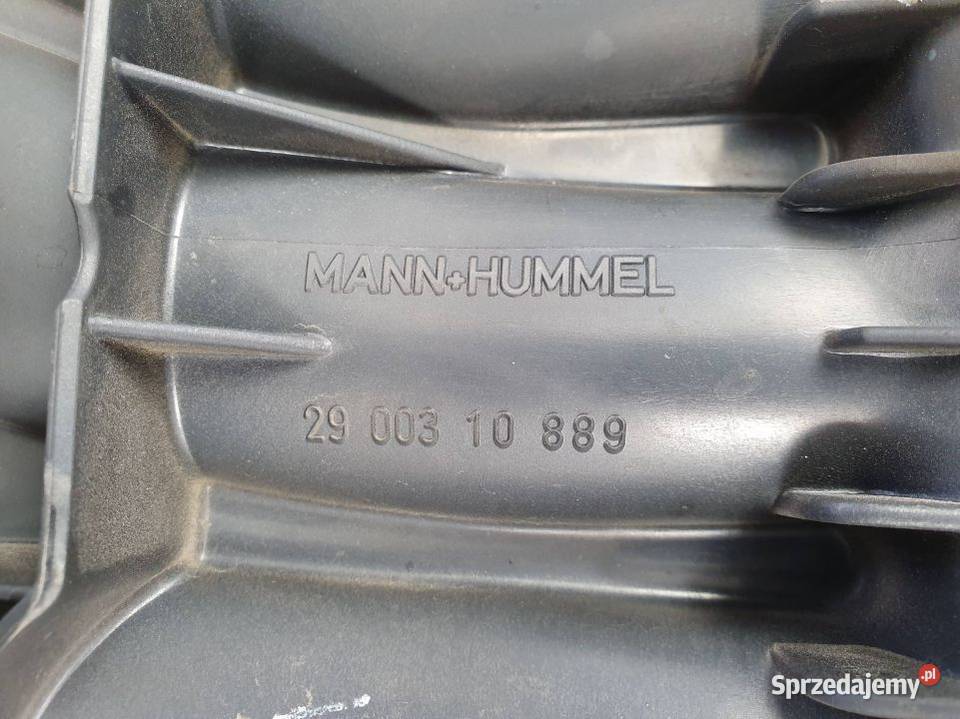 MANN+HUMMEL
29 003 10 889
Sprzedajemy.pl